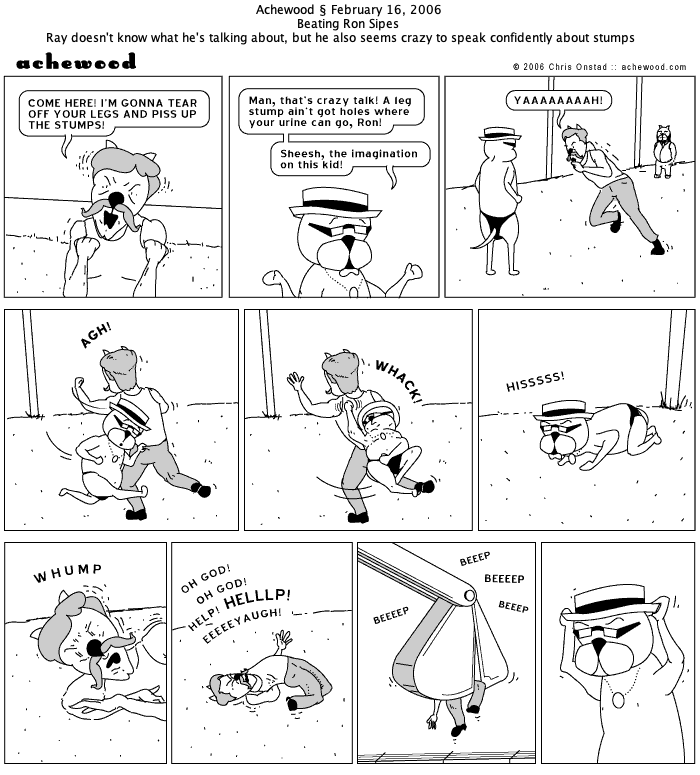 Achewood § February 16, 2006
Beating Ron Sipes
Ray doesn't know what he's talking about, but he also seems crazy to speak confidently about stumps
achewood
© 2006 Chris Onstad :: achewood.com
COME HERE! I'M GONNA TEAR
OFF YOUR LEGS AND PISS UP
THE STUMPS!
Man, that's crazy talk! A leg
stump ain't got holes where
your urine can go, Ron!
Sheesh, the imagination
on this kid!
YAAAAAAAAH!
AGH!
WHACK!
HISSSSS!
WHUMP
OH GOD!
OH GOD!
HELP! HELLLP!
EEEEYAUGH!
BEEEP
BEEEEP
BEEEP
BEEEEP